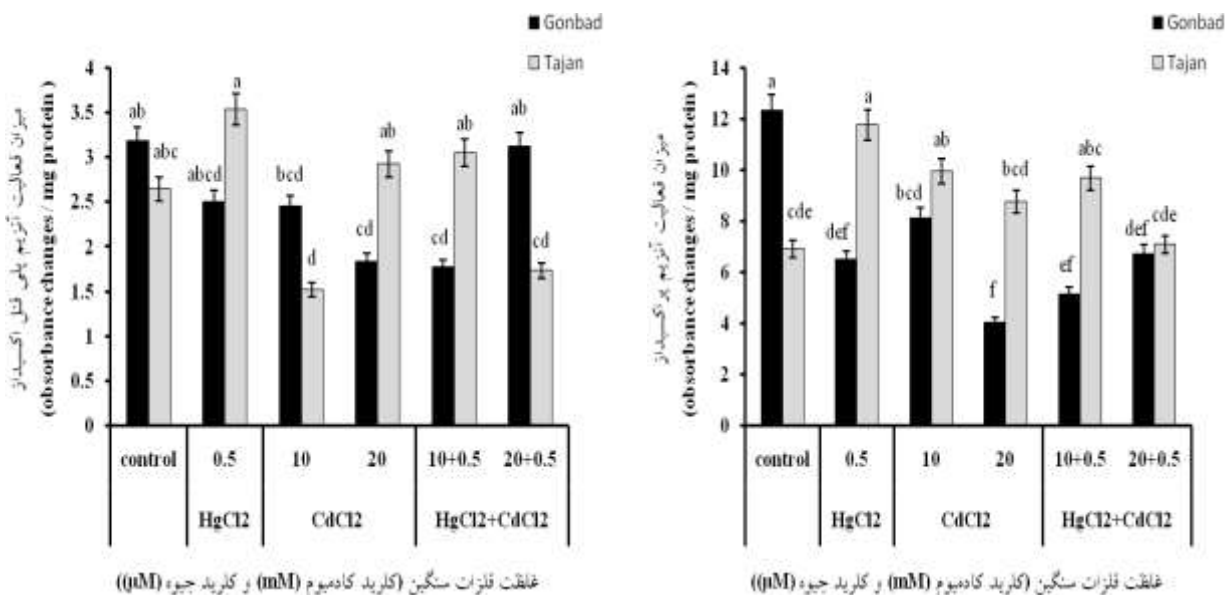 Gonbad
Tajan
میزان فعالیت آنزیم پلی فنل اکسیداز
(obsorbance changes / mg protein)
4
3.5
3
2.5
2
1.5
1
0.5
0
ab
abc
abcd
a
bcd
d
cd
ab
cd
ab
ab
cd
control
0.5
10
20
10+0.5
20+0.5
HgCl2
CdCl2
HgCl2+CdCl2
غلظت فلزات سنگین (کلرید کادمیوم (mM) و کلرید جیوه (µM))
Gonbad
Tajan
میزان فعالیت آنزیم پراکسیداز
(obsorbance changes / mg protein)
14
12
10
8
6
4
2
0
a
cde
def
a
bcd
ab
f
bcd
ef
abc
def
cde
control
0.5
10
20
10+0.5
20+0.5
HgCl2
CdCl2
HgCl2+CdCl2
غلظت فلزات سنگین (کلرید کادمیوم (mM) و کلرید جیوه (µM))